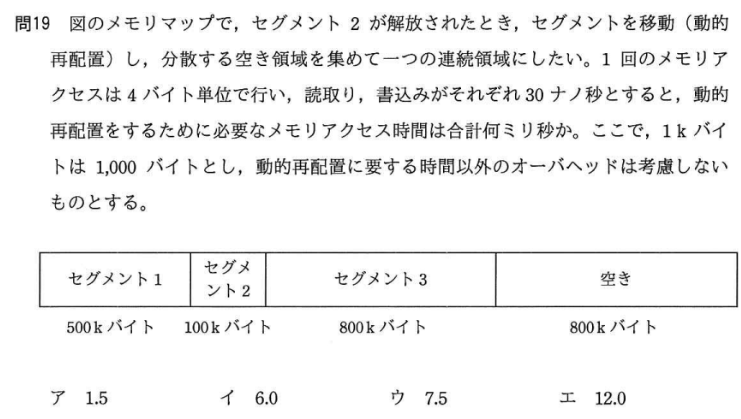 問19 図のメモリマップで，セグメント 2 が解放されたとき，セグメントを移動（動的
再配置）し，分散する空き領域を集めて一つの連続領域にしたい。1 回のメモリア
クセスは 4 バイト単位で行い，読取り，書込みがそれぞれ 30 ナノ秒とすると，動的
再配置をするために必要なメモリアクセス時間は合計何ミリ秒か。ここで，1 k バイ
トは 1,000 バイトとし，動的再配置に要する時間以外のオーバヘッドは考慮しない
ものとする。
セグメント 1 セグメ セグメント 3 空き
ント 2
500 k バイト 100 k バイト 800 k バイト 800 k バイト
ア 1.5 イ 6.0 ウ 7.5 エ 12.0